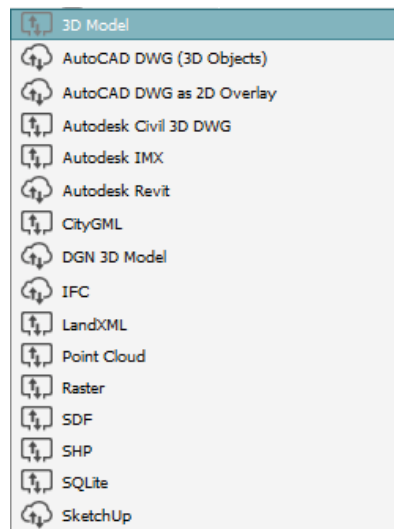 3D Model
AutoCAD DWG (3D Objects)
AutoCAD DWG as 2D Overlay
Autodesk Civil 3D DWG
Autodesk IMX
Autodesk Revit
CityGML
DGN 3D Model
IFC
LandXML
Point Cloud
Raster
SDF
SHP
SQLite
SketchUp